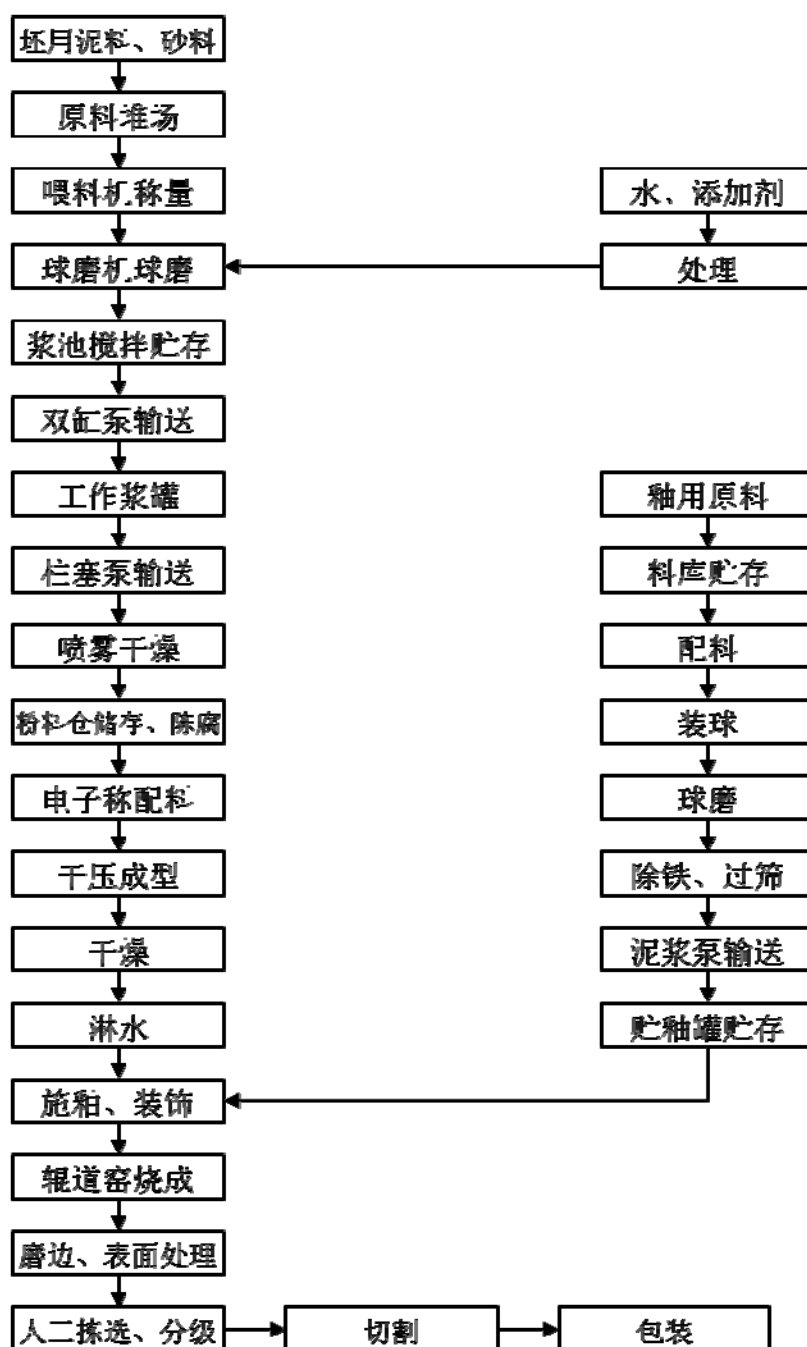 坯用泥料、砂料
原料堆场
喂料机称量
水、添加剂
球磨机球磨
处理
浆池搅拌贮存
双缸泵输送
工作浆罐
釉用原料
柱塞泵输送
料库贮存
喷雾干燥
配料
粉料仓储存、陈腐
装球
电子称配料
球磨
干压成型
除铁、过筛
干燥
泥浆泵输送
淋水
贮釉罐贮存
施釉、装饰
辊道窑烧成
磨边、表面处理
人工拣选、分级
切割
包装